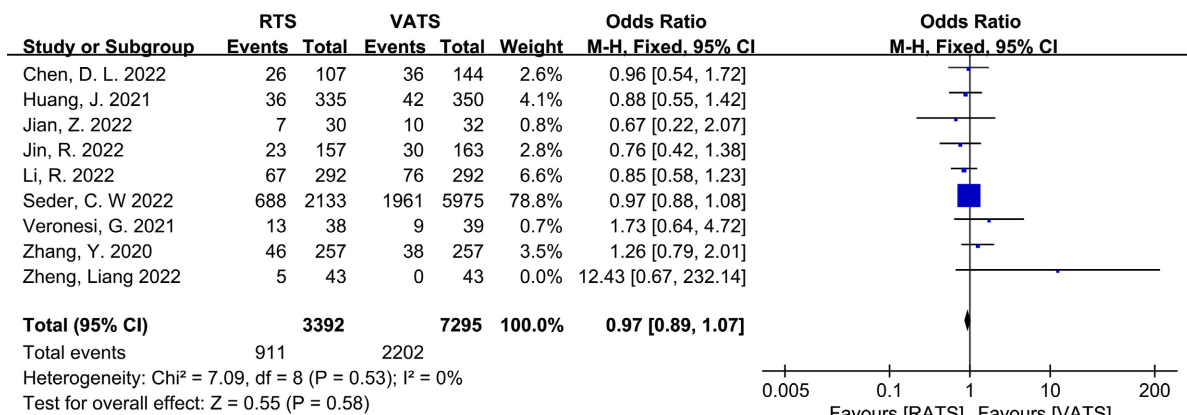 RTS VATS Odds Ratio Odds Ratio
Study or Subgroup Events Total Events Total Weight M-H, Fixed, 95% CI M-H, Fixed, 95% CI
Chen, D. L. 2022 26 107 36 144 2.6% 0.96 [0.54, 1.72]
Huang, J. 2021 36 335 42 350 4.1% 0.88 [0.55, 1.42]
Jian, Z. 2022 7 30 10 32 0.8% 0.67 [0.22, 2.07]
Jin, R. 2022 23 157 30 163 2.8% 0.76 [0.42, 1.38]
Li, R. 2022 67 292 76 292 6.6% 0.85 [0.58, 1.23]
Seder, C. W 2022 688 2133 1961 5975 78.8% 0.97 [0.88, 1.08]
Veronesi, G. 2021 13 38 9 39 0.7% 1.73 [0.64, 4.72]
Zhang, Y. 2020 46 257 38 257 3.5% 1.26 [0.79, 2.01]
Zheng, Liang 2022 5 43 0 43 0.0% 12.43 [0.67, 232.14]
Total (95% CI) 3392 7295 100.0% 0.97 [0.89, 1.07]
Total events 911 2202
Heterogeneity: Chi² = 7.09, df = 8 (P = 0.53); I² = 0%
Test for overall effect: Z = 0.55 (P = 0.58)
0.005 0.1 1 10 200
Favours [RATS] Favours [VATS]